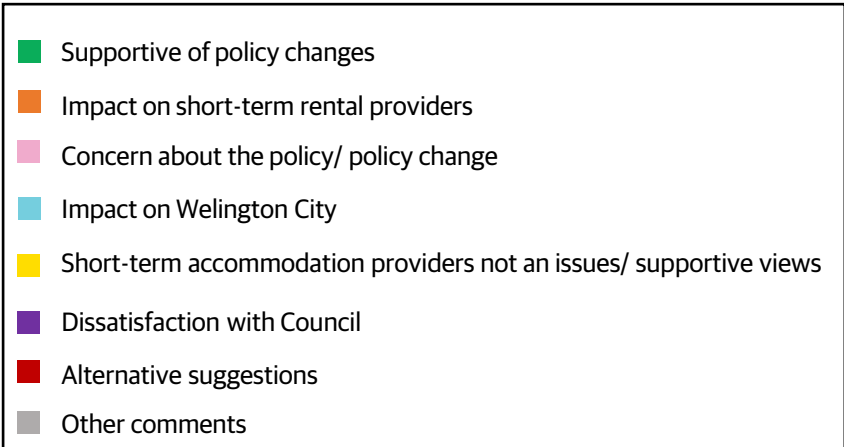 Supportive of policy changes
Impact on short-term rental providers
Concern about the policy/ policy change
Impact on Welington City
Short-term accommodation providers not an issues/ supportive views
Dissatisfaction with Council
Alternative suggestions
Other comments